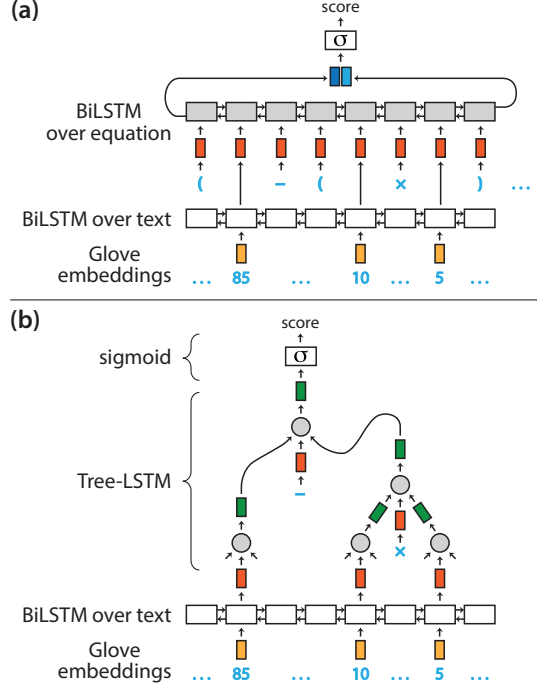 (a)
score
σ
BiLSTM
over equation
( − ( × ) ...
BiLSTM over text
Glove
embeddings
... 85 ... 10 ... 5 ...
(b)
score
sigmoid
σ
Tree-LSTM
−
×
BiLSTM over text
Glove
embeddings
... 85 ... 10 ... 5 ...